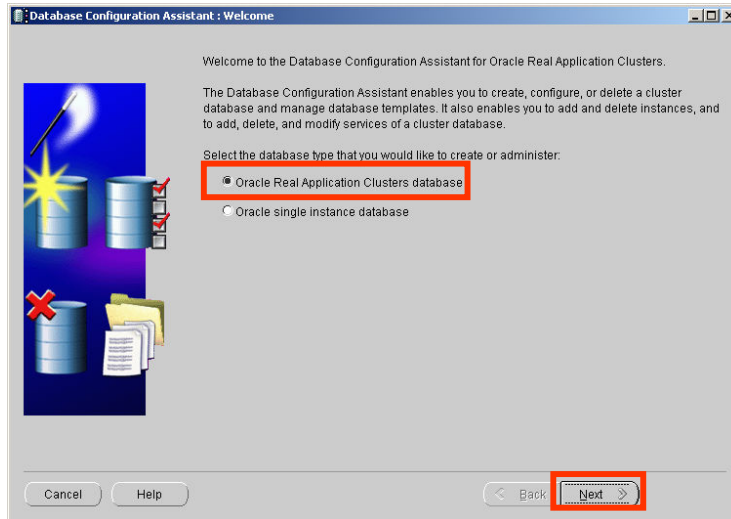 Database Configuration Assistant : Welcome
Welcome to the Database Configuration Assistant for Oracle Real Application Clusters.
The Database Configuration Assistant enables you to create, configure, or delete a cluster
database and manage database templates. It also enables you to add and delete instances, and
to add, delete, and modify services of a cluster database.
Select the database type that you would like to create or administer:
Oracle Real Application Clusters database
Oracle single instance database
Cancel
Help
Back
Next